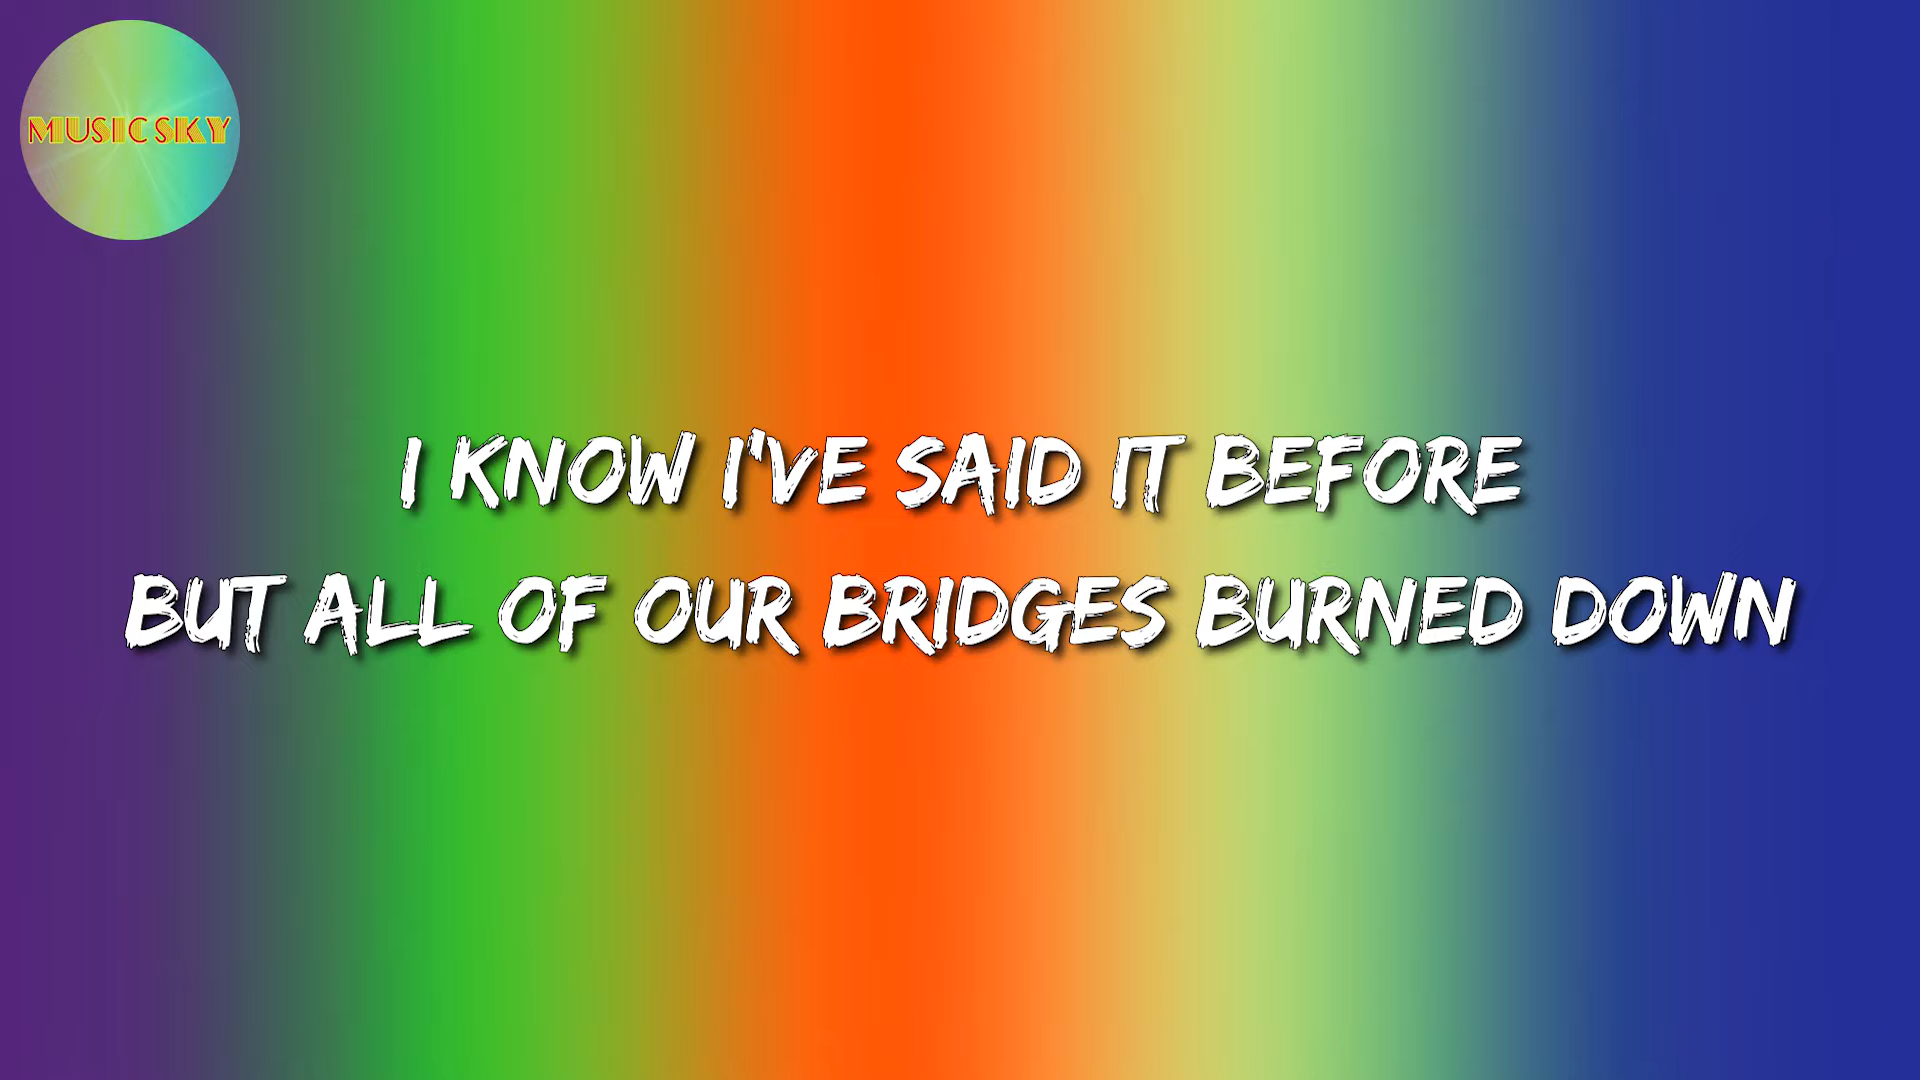 MUSIC SKY
I KNOW I'VE SAID IT BEFORE
BUT ALL OF OUR BRIDGES BURNED DOWN